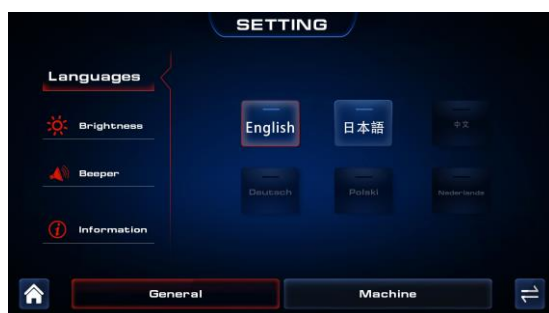 SETTING
Languages
Brightness
Beeper
Information
English
日本語
中文
Deutsch
Polski
Nederlands
General
Machine